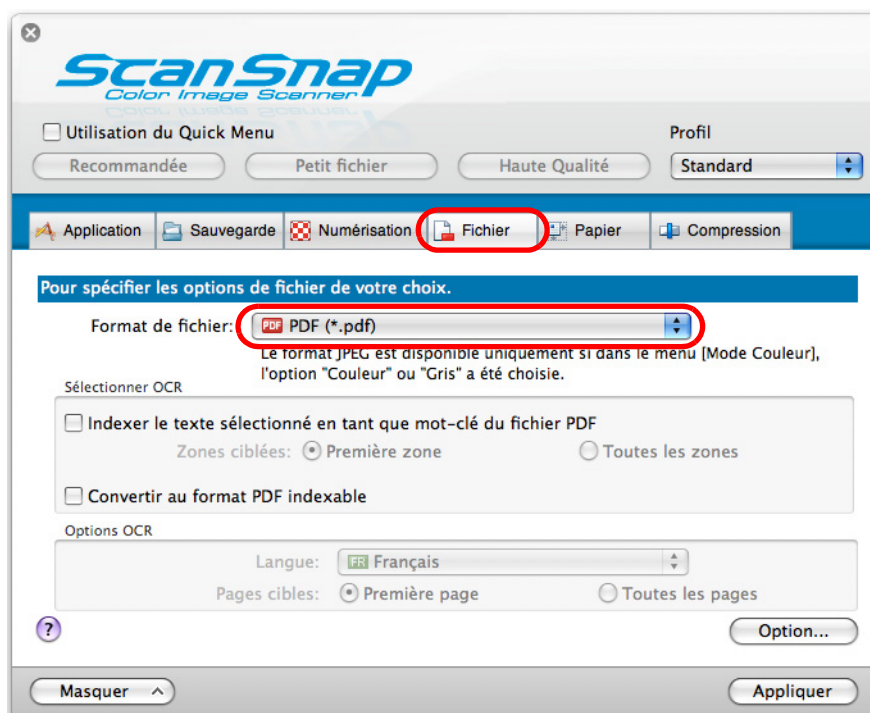 ScanSnap
Color Image Scanner
Utilisation du Quick Menu
Profil
Recommandée
Petit fichier
Haute Qualité
Standard
Application
Sauvegarde
Numérisation
Fichier
Papier
Compression
Pour spécifier les options de fichier de votre choix.
Format de fichier: PDF PDF (*.pdf)
Le format JPEG est disponible uniquement si dans le menu [Mode Couleur],
l'option "Couleur" ou "Gris" a été choisie.
Sélectionner OCR
Indexer le texte sélectionné en tant que mot-clé du fichier PDF
Zones ciblées: Première zone Toutes les zones
Convertir au format PDF indexable
Options OCR
Langue: FR Français
Pages cibles: Première page Toutes les pages
?
Option...
Masquer
Appliquer